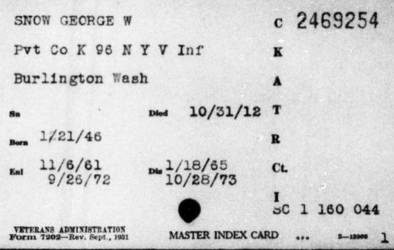 SNOW GEORGE W C 2469254
Pvt Co K 96 N Y V Inf K
Burlington Wash A
Sn Died 10/31/12 T
Born 1/21/46 R
Enl 11/6/61 Dis 1/18/65 Ct.
9/26/72 10/28/73
I
SC 1 160 044
VETERANS ADMINISTRATION
Form 7202—Rev. Sept., 1931 MASTER INDEX CARD 1